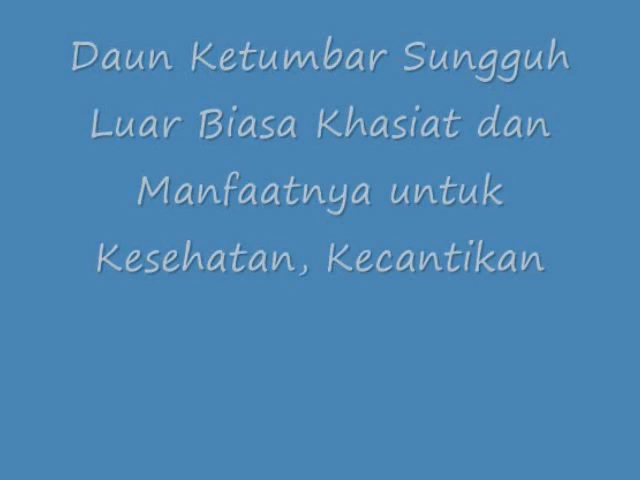 Daun Ketumbar Sungguh
Luar Biasa Khasiat dan
Manfaatnya untuk
Kesehatan, Kecantikan